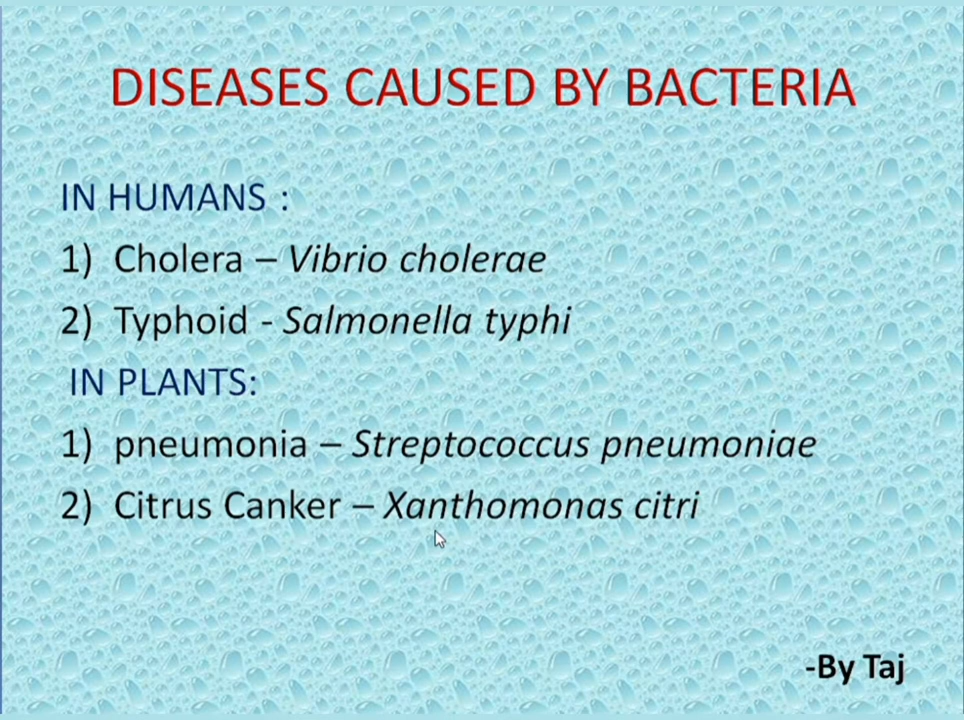 DISEASES CAUSED BY BACTERIA
IN HUMANS :
1) Cholera – Vibrio cholerae
2) Typhoid - Salmonella typhi
IN PLANTS:
1) pneumonia – Streptococcus pneumoniae
2) Citrus Canker – Xanthomonas citri
-By Taj